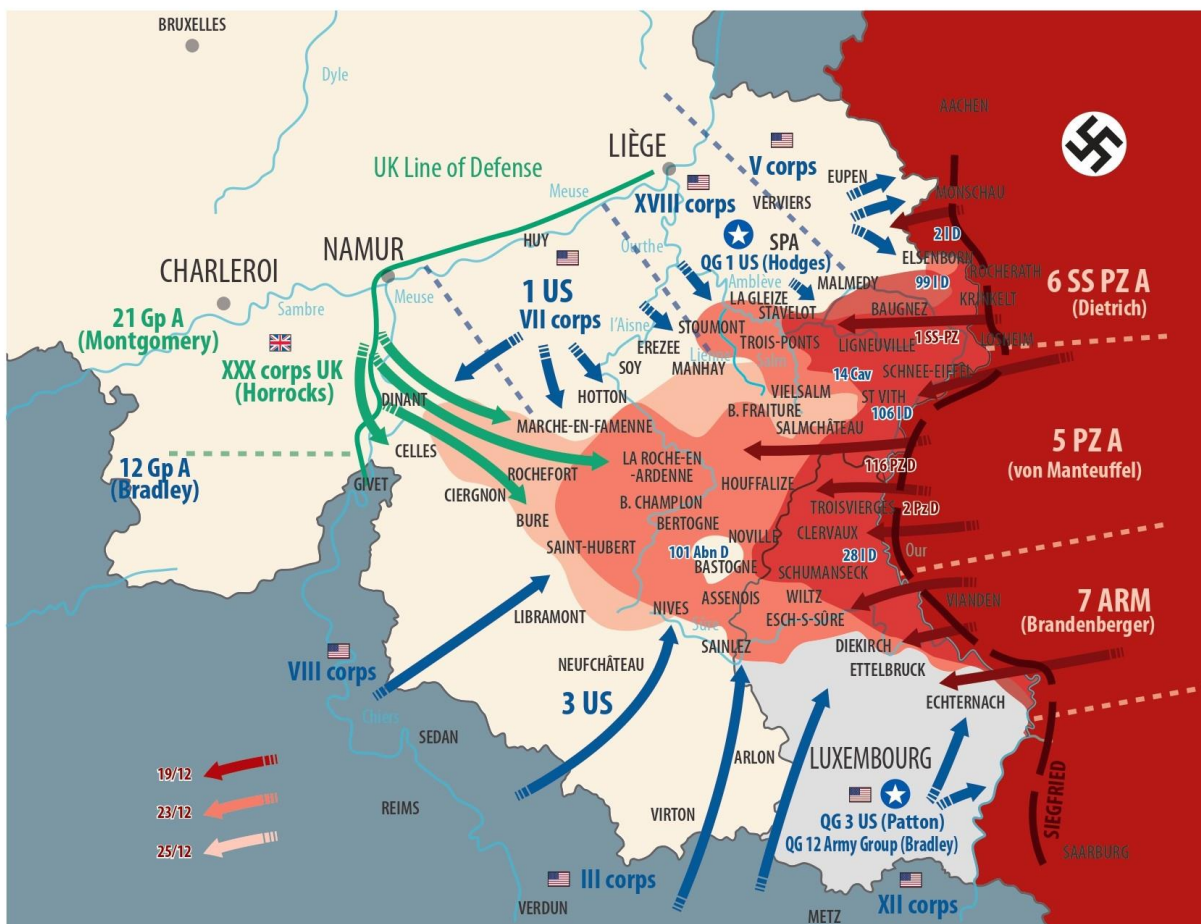 BRUXELLES
Dyle
AACHEN
LIÈGE
V corps
UK Line of Defense
Meuse
XVIII corps
EUPEN
VERVIERS
MONSCHAU
2 I D
HUY
Ourthe
SPA
QG 1 US (Hodges)
ELSENBORN
ROCHERATH
NAMUR
CHARLEROI
Sambre
Meuse
1 US
VII corps
Amblève
MALMEDY
99 I D
KRINKELT
6 SS PZ A
(Dietrich)
LA GLEIZE
STAVELOT
BAUGNEZ
21 Gp A
(Montgomery)
l'Aisne
STOUMONT
TROIS-PONTS
LIGNEUVILLE
1 SS-PZ
LOSHEIM
EREZEE
Lienne
Salm
SOY
MANHAY
XXX corps UK
(Horrocks)
14 Cav
SCHNEE-EIFFEL
DINANT
HOTTON
VIELSALM
ST VITH
B. FRAITURE
106 I D
MARCHE-EN-FAMENNE
SALMCHÂTEAU
CELLES
5 PZ A
(von Manteuffel)
12 Gp A
(Bradley)
LA ROCHE-EN
-ARDENNE
116 PZ D
ROCHEFORT
HOUFFALIZE
GIVET
CIERGNON
B. CHAMPLON
TROISVIERGES
2 Pz D
BURE
BERTOGNE
NOVILLE
CLERVAUX
SAINT-HUBERT
101 Abn D
BASTOGNE
28 I D
Our
SCHUMANSECK
ASSENOIS
WILTZ
VIANDEN
7 ARM
(Brandenberger)
LIBRAMONT
NIVES
ESCH-S-SÛRE
Sûre
SAINLEZ
DIEKIRCH
VIII corps
NEUFCHÂTEAU
ETTELBRUCK
3 US
ECHTERNACH
Chiers
SEDAN
ARLON
LUXEMBOURG
19/12
REIMS
VIRTON
QG 3 US (Patton)
QG 12 Army Group (Bradley)
SIEGFRIED
23/12
25/12
SAARBURG
III corps
VERDUN
XII corps
METZ